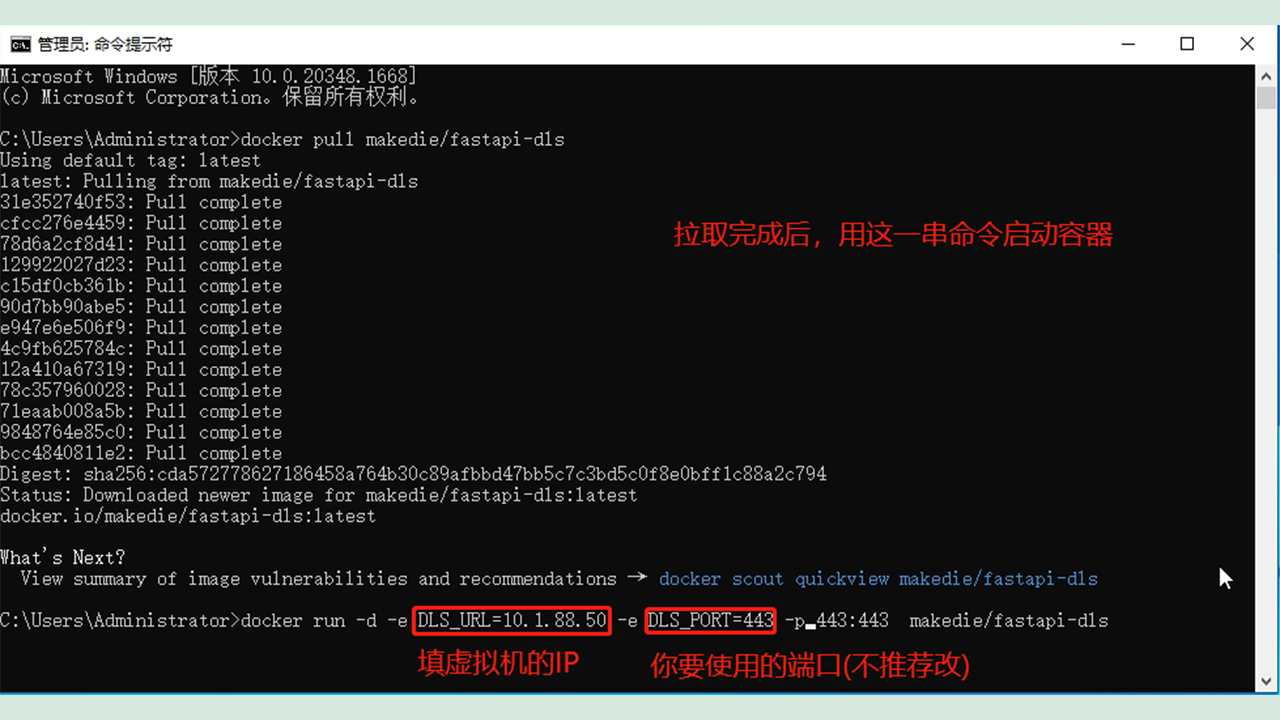 管理员: 命令提示符
Microsoft Windows [版本 10.0.20348.1668]
(c) Microsoft Corporation。保留所有权利。
C:\Users\Administrator>docker pull makedie/fastapi-dls
Using default tag: latest
latest: Pulling from makedie/fastapi-dls
31e352740f53: Pull complete
cfcc276e4459: Pull complete
78d6a2cf8d41: Pull complete
129922027d23: Pull complete
c15df0cb361b: Pull complete
90d7bb90abe5: Pull complete
e947e6e506f9: Pull complete
4c9fb625784c: Pull complete
12a410a67319: Pull complete
78c357960028: Pull complete
71eaab008a5b: Pull complete
9848764e85c0: Pull complete
bcc4840811e2: Pull complete
拉取完成后，用这一串命令启动容器
Digest: sha256:cda572778627186458a764b30c89afbbd47bb5c7c3bd5c0f8e0bff1c88a2c794
Status: Downloaded newer image for makedie/fastapi-dls:latest
docker.io/makedie/fastapi-dls:latest
What's Next?
View summary of image vulnerabilities and recommendations → docker scout quickview makedie/fastapi-dls
C:\Users\Administrator>docker run -d -e DLS_URL=10.1.88.50 -e DLS_PORT=443 -p 443:443 makedie/fastapi-dls
填虚拟机的IP
你要使用的端口(不推荐改)